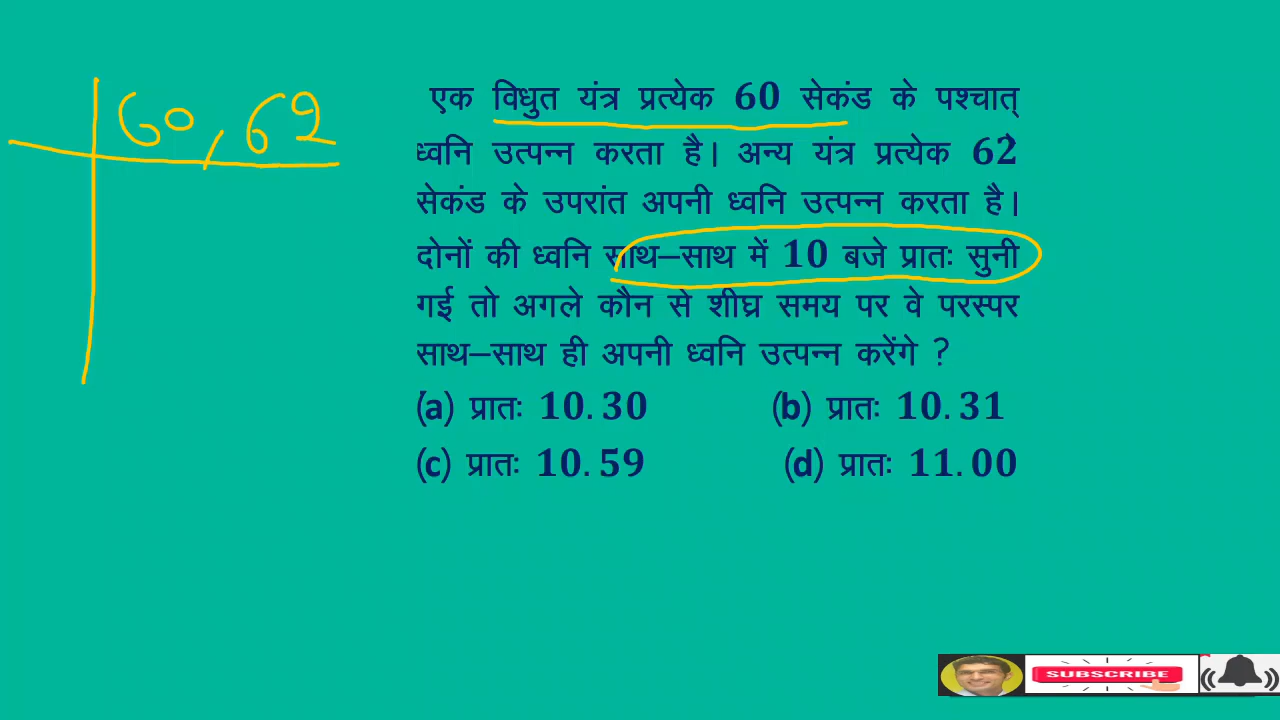 60, 62
एक विधुत यंत्र प्रत्येक 60 सेकंड के पश्चात्
ध्वनि उत्पन्न करता है। अन्य यंत्र प्रत्येक 62
सेकंड के उपरांत अपनी ध्वनि उत्पन्न करता है।
दोनों की ध्वनि साथ–साथ में 10 बजे प्रातः सुनी
गई तो अगले कौन से शीघ्र समय पर वे परस्पर
साथ–साथ ही अपनी ध्वनि उत्पन्न करेंगे ?
(a) प्रातः 10.30 (b) प्रातः 10.31
(c) प्रातः 10.59 (d) प्रातः 11.00
SUBSCRIBE